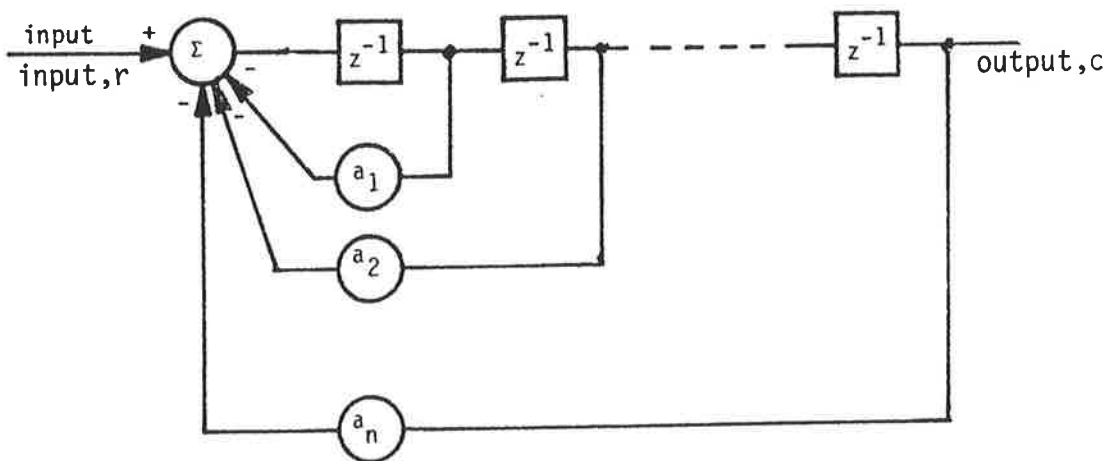 input
input,r
+
Σ
-
z⁻¹
z⁻¹
z⁻¹
output,c
-
-
a₁
a₂
aₙ